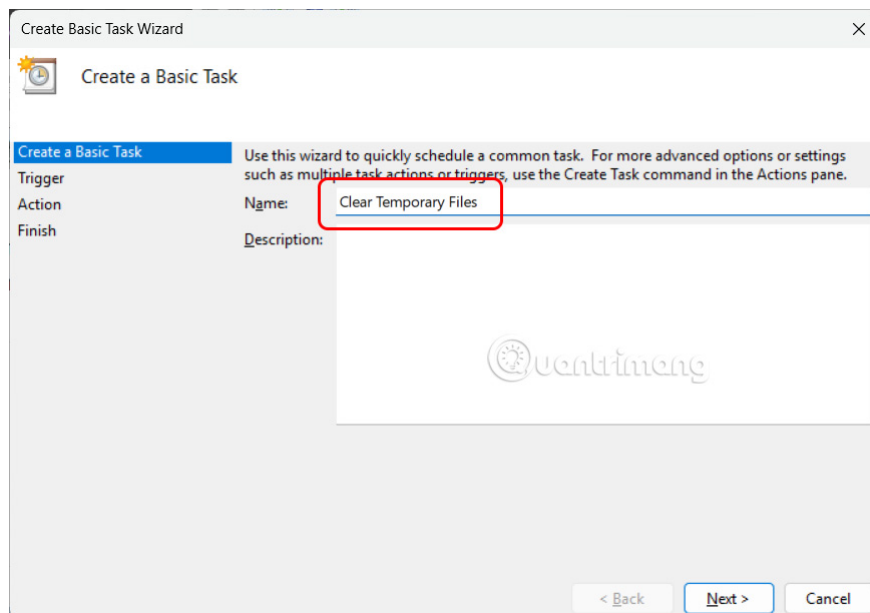 Create Basic Task Wizard
Create a Basic Task
Create a Basic Task
Use this wizard to quickly schedule a common task. For more advanced options or settings
such as multiple task actions or triggers, use the Create Task command in the Actions pane.
Trigger
Action
Finish
Name:
Clear Temporary Files
Description:
Quantrimang
< Back
Next >
Cancel